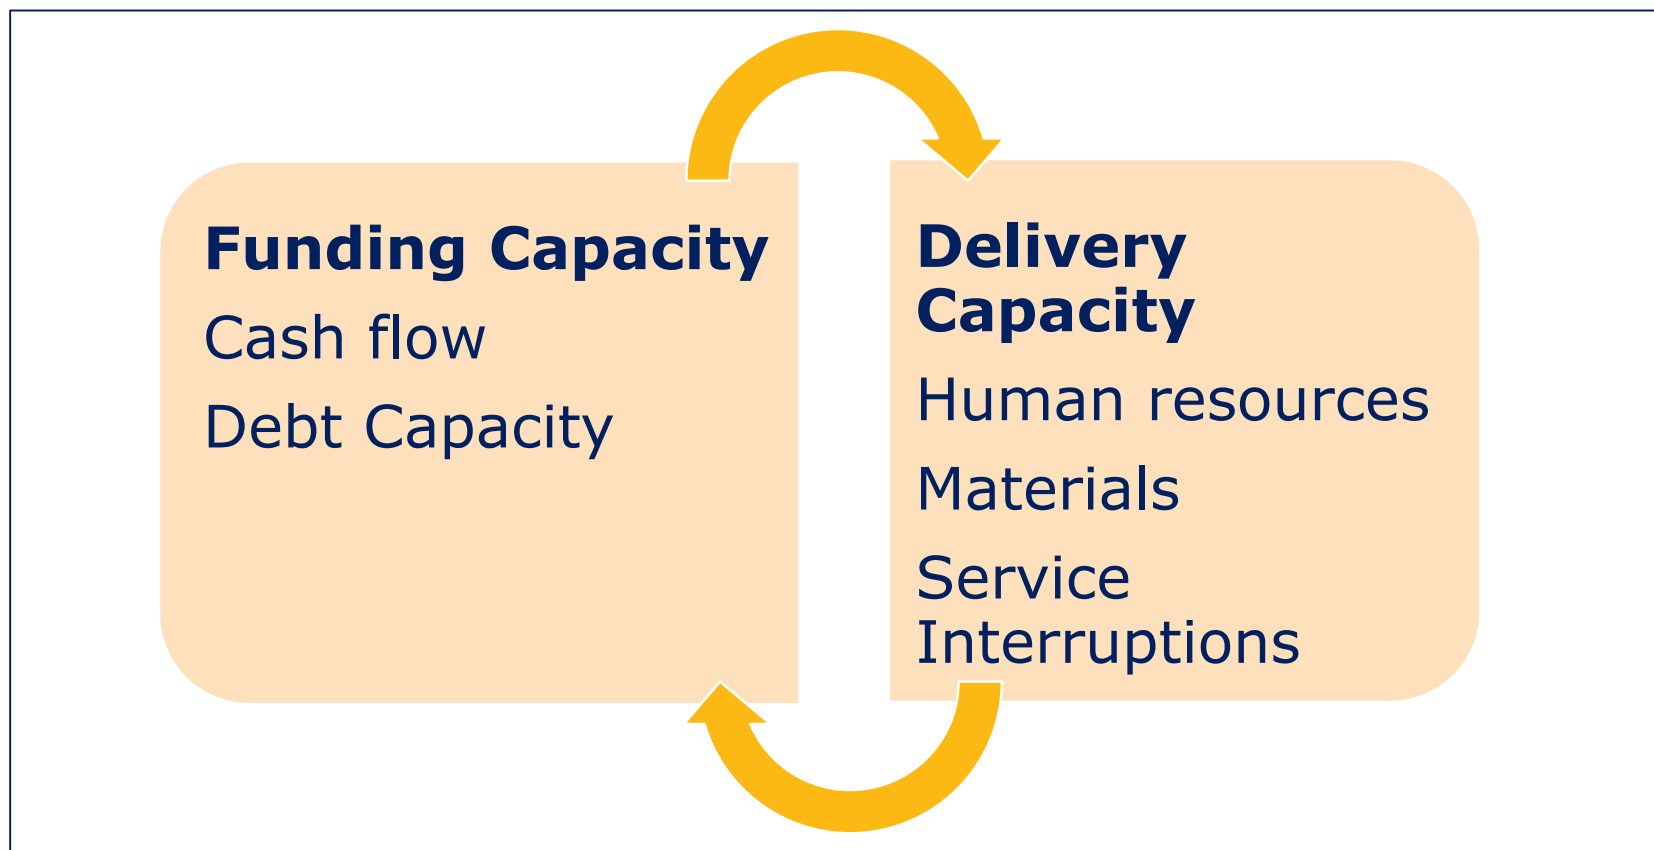 Funding Capacity
Cash flow
Debt Capacity
Delivery
Capacity
Human resources
Materials
Service
Interruptions